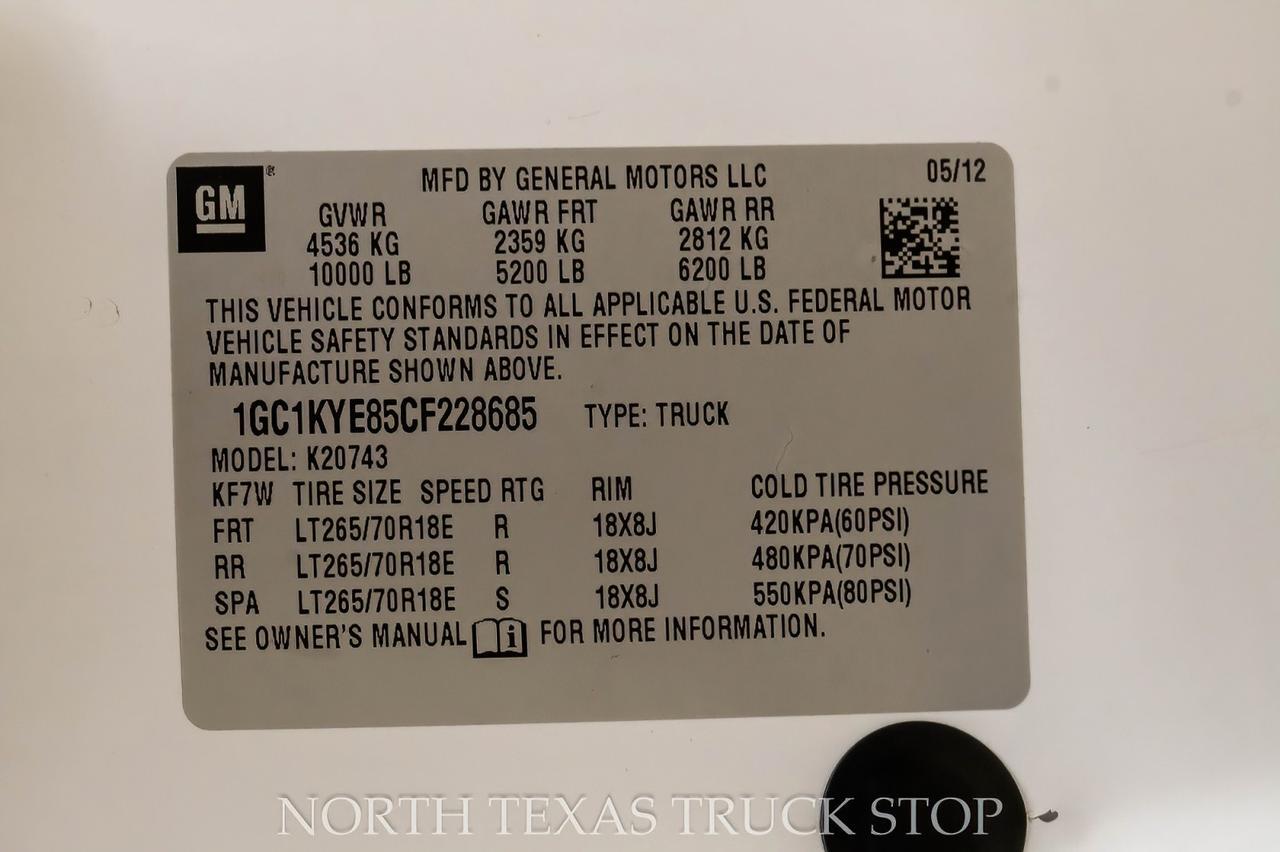 GM®
MFD BY GENERAL MOTORS LLC 05/12
GVWR GAWR FRT GAWR RR
4536 KG 2359 KG 2812 KG
10000 LB 5200 LB 6200 LB
THIS VEHICLE CONFORMS TO ALL APPLICABLE U.S. FEDERAL MOTOR
VEHICLE SAFETY STANDARDS IN EFFECT ON THE DATE OF
MANUFACTURE SHOWN ABOVE.
1GC1KYE85CF228685 TYPE: TRUCK
MODEL: K20743
KF7W TIRE SIZE SPEED RTG RIM COLD TIRE PRESSURE
FRT LT265/70R18E R 18X8J 420KPA(60PSI)
RR LT265/70R18E R 18X8J 480KPA(70PSI)
SPA LT265/70R18E S 18X8J 550KPA(80PSI)
SEE OWNER'S MANUAL i FOR MORE INFORMATION.
NORTH TEXAS TRUCK STOP